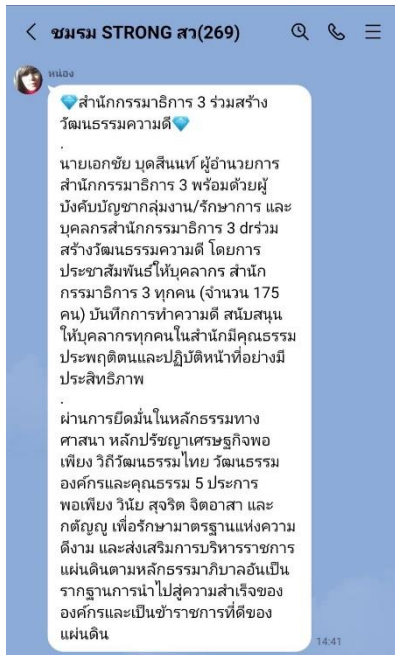 ชมรม STRONG สว(269)
หน่อง
💎สำนักกรรมาธิการ 3 ร่วมสร้าง
วัฒนธรรมความดี💎
.
นายเอกชัย บุดสีนนท์ ผู้อำนวยการ
สำนักกรรมาธิการ 3 พร้อมด้วยผู้
บังคับบัญชากลุ่มงาน/รักษาการ และ
บุคลกรสำนักกรรมาธิการ 3 drร่วม
สร้างวัฒนธรรมความดี โดยการ
ประชาสัมพันธ์ให้บุคลากร สำนัก
กรรมาธิการ 3 ทุกคน (จำนวน 175
คน) บันทึกการทำความดี สนับสนุน
ให้บุคลากรทุกคนในสำนักมีคุณธรรม
ประพฤติตนและปฏิบัติหน้าที่อย่างมี
ประสิทธิภาพ
.
ผ่านการยึดมั่นในหลักธรรมทาง
ศาสนา หลักปรัชญาเศรษฐกิจพอ
เพียง วิถีวัฒนธรรมไทย วัฒนธรรม
องค์กรและคุณธรรม 5 ประการ
พอเพียง วินัย สุจริต จิตอาสา และ
กตัญญู เพื่อรักษามาตรฐานแห่งความ
ดีงาม และส่งเสริมการบริหารราชการ
แผ่นดินตามหลักธรรมาภิบาลอันเป็น
รากฐานการนำไปสู่ความสำเร็จของ
องค์กรและเป็นข้าราชการที่ดีของ
แผ่นดิน
14:41